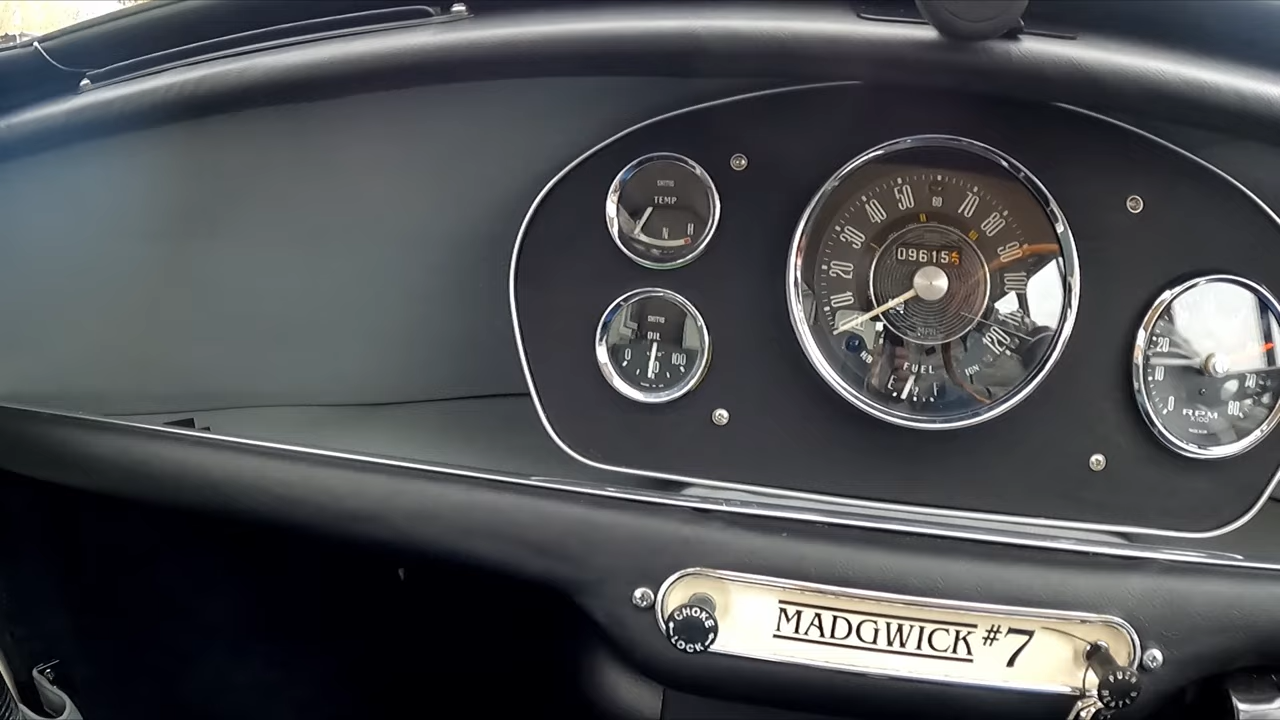 SMITHS
TEMP
N H
SMITHS
OIL
0 100
10 20 30 40 50 60 70 80 90 100 120
09615
MPH
FUEL
E F
IGN
0 10 20 70 80
RPM
X100
CHOKE
LOCK
MADGWICK #7